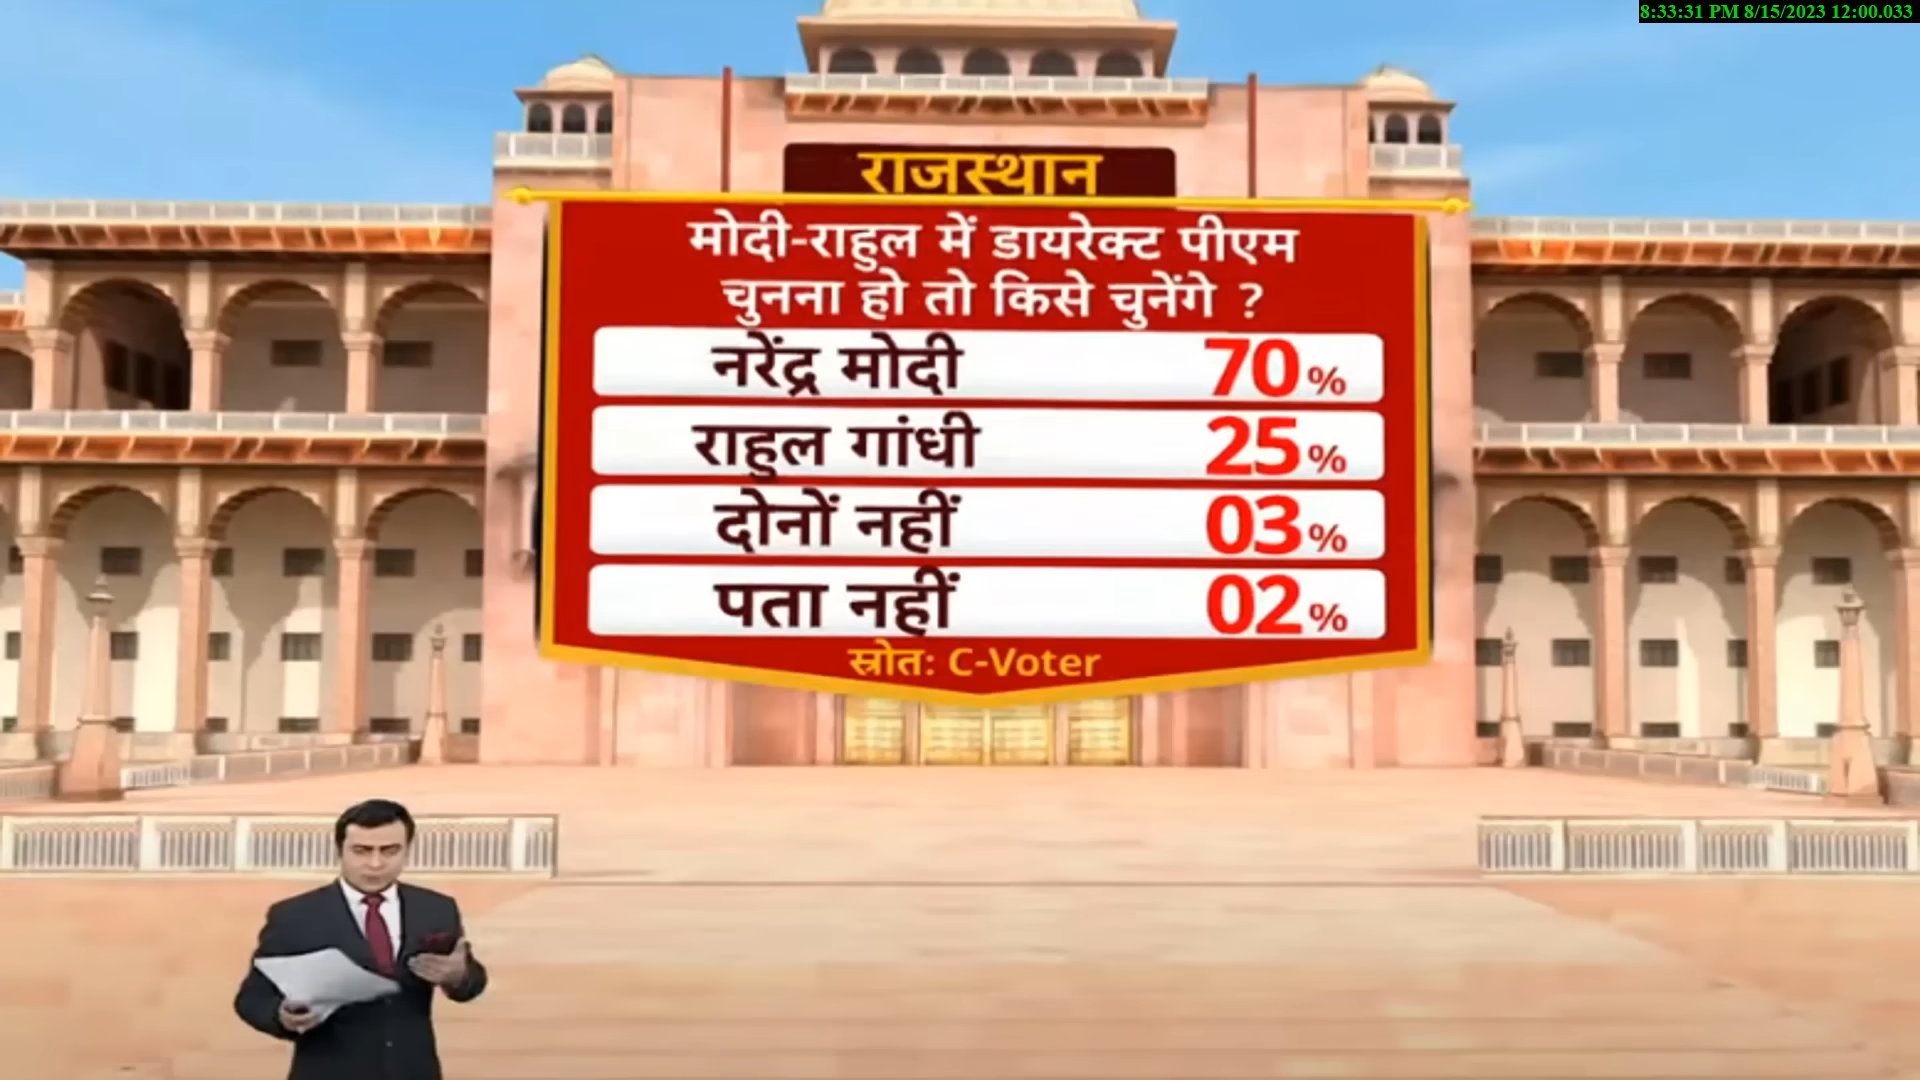 8:33:31 PM 8/15/2023 12:00.033
राजस्थान
मोदी-राहुल में डायरेक्ट पीएम
चुनना हो तो किसे चुनेंगे ?
नरेंद्र मोदी 70%
राहुल गांधी 25%
दोनों नहीं 03%
पता नहीं 02%
स्रोत: C-Voter